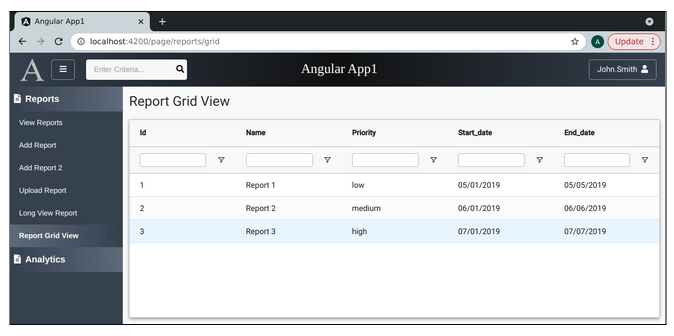 Angular App1
localhost:4200/page/reports/grid
A
Update
A
Enter Criteria...
Angular App1
John.Smith
Reports
View Reports
Add Report
Add Report 2
Upload Report
Long View Report
Report Grid View
Analytics
Report Grid View
Id Name Priority Start_date End_date
1 Report 1 low 05/01/2019 05/05/2019
2 Report 2 medium 06/01/2019 06/06/2019
3 Report 3 high 07/01/2019 07/07/2019